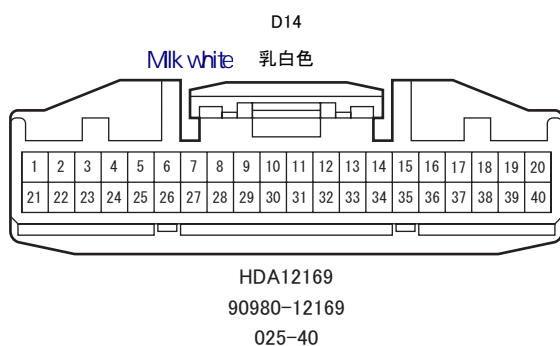 D14
Milk white 乳白色
1 2 3 4 5 6 7 8 9 10 11 12 13 14 15 16 17 18 19 20
21 22 23 24 25 26 27 28 29 30 31 32 33 34 35 36 37 38 39 40
HDA12169
90980-12169
025-40